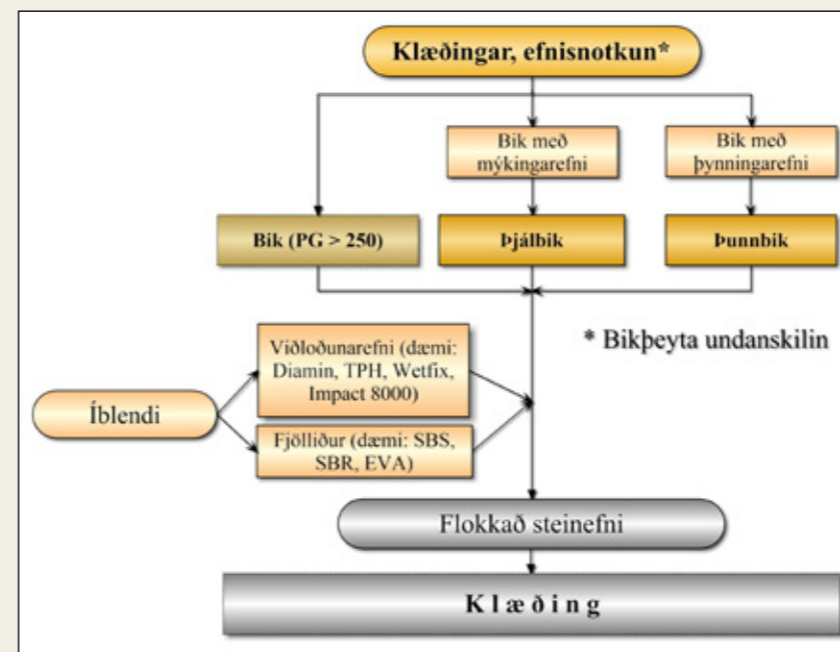 Klæðingar, efnisnotkun*
Bik með
mýkingarefni
Bik með
þynningarefni
Bik (PG > 250)
Þjálbik
Þunnbik
* Bikþeyta undanskilin
Viðloðunarefni (dæmi:
Diamin, TPH, Wetfix,
Impact 8000)
Íblendi
Fjölliður (dæmi: SBS,
SBR, EVA)
Flokkað steinefni
Klæðing